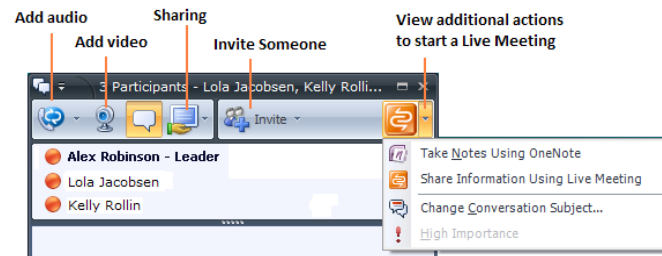 Add audio
Sharing
View additional actions
to start a Live Meeting
Add video
Invite Someone
3 Participants - Lola Jacobsen, Kelly Rolli...
Invite
Alex Robinson - Leader
Lola Jacobsen
Kelly Rollin
Take Notes Using OneNote
Share Information Using Live Meeting
Change Conversation Subject...
High Importance